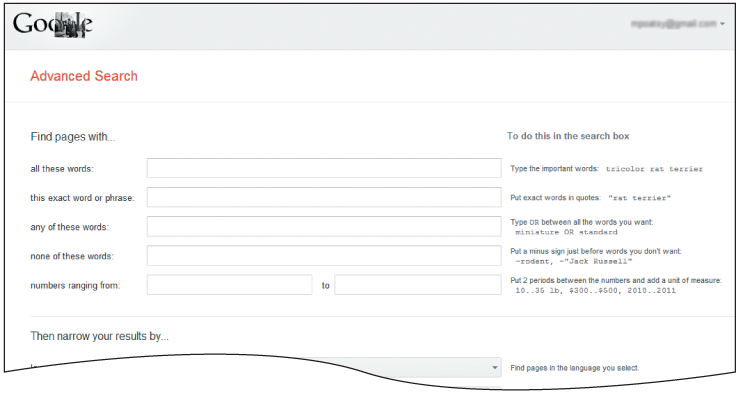 Google
Advanced Search
Find pages with...
To do this in the search box
all these words:
Type the important words: tricolor rat terrier
this exact word or phrase:
Put exact words in quotes: "rat terrier"
any of these words:
Type OR between all the words you want:
miniature OR standard
none of these words:
Put a minus sign just before words you don't want:
-rodent, -"Jack Russell"
numbers ranging from:
to
Put 2 periods between the numbers and add a unit of measure:
10..35 lb, $300..$500, 2010..2011
Then narrow your results by...
Find pages in the language you select.